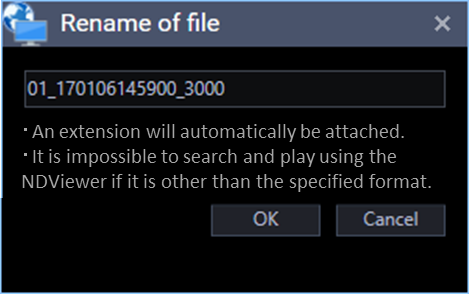 Rename of file
01_170106145900_3000
･An extension will automatically be attached.
･It is impossible to search and play using the
NDViewer if it is other than the specified format.
OK Cancel